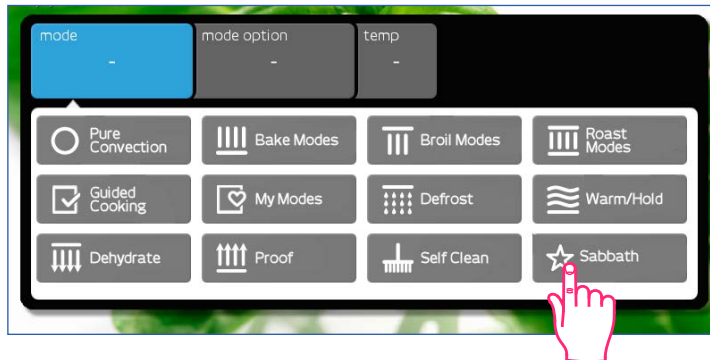 mode mode option temp
- - -
Pure Convection Bake Modes Broil Modes Roast Modes
Guided Cooking My Modes Defrost Warm/Hold
Dehydrate Proof Self Clean Sabbath